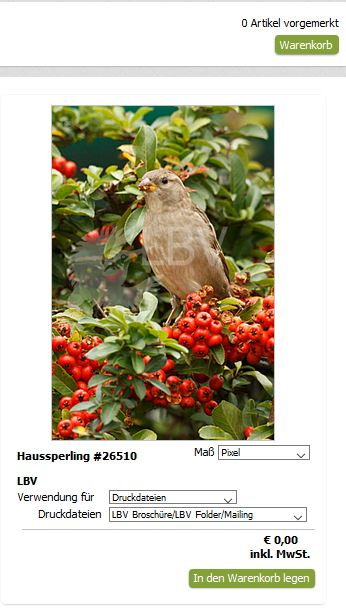 0 Artikel vorgemerkt
Warenkorb
LBV
Haussperling #26510
Maß Pixel
LBV
Verwendung für Druckdateien
Druckdateien LBV Broschüre/LBV Folder/Mailing
€ 0,00
inkl. MwSt.
In den Warenkorb legen